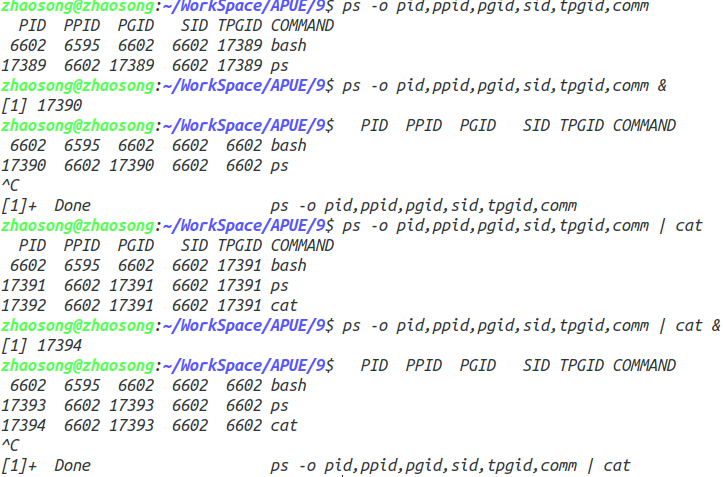 zhaosong@zhaosong:~/WorkSpace/APUE/9$ ps -o pid,ppid,pgid,sid,tpgid,comm
  PID  PPID  PGID   SID TPGID COMMAND
 6602  6595  6602  6602 17389 bash
17389  6602 17389  6602 17389 ps
zhaosong@zhaosong:~/WorkSpace/APUE/9$ ps -o pid,ppid,pgid,sid,tpgid,comm &
[1] 17390
zhaosong@zhaosong:~/WorkSpace/APUE/9$   PID  PPID  PGID   SID TPGID COMMAND
 6602  6595  6602  6602  6602 bash
17390  6602 17390  6602  6602 ps
^C
[1]+  Done                    ps -o pid,ppid,pgid,sid,tpgid,comm
zhaosong@zhaosong:~/WorkSpace/APUE/9$ ps -o pid,ppid,pgid,sid,tpgid,comm | cat
  PID  PPID  PGID   SID TPGID COMMAND
 6602  6595  6602  6602 17391 bash
17391  6602 17391  6602 17391 ps
17392  6602 17391  6602 17391 cat
zhaosong@zhaosong:~/WorkSpace/APUE/9$ ps -o pid,ppid,pgid,sid,tpgid,comm | cat &
[1] 17394
zhaosong@zhaosong:~/WorkSpace/APUE/9$   PID  PPID  PGID   SID TPGID COMMAND
 6602  6595  6602  6602  6602 bash
17393  6602 17393  6602  6602 ps
17394  6602 17393  6602  6602 cat
^C
[1]+  Done                    ps -o pid,ppid,pgid,sid,tpgid,comm | cat